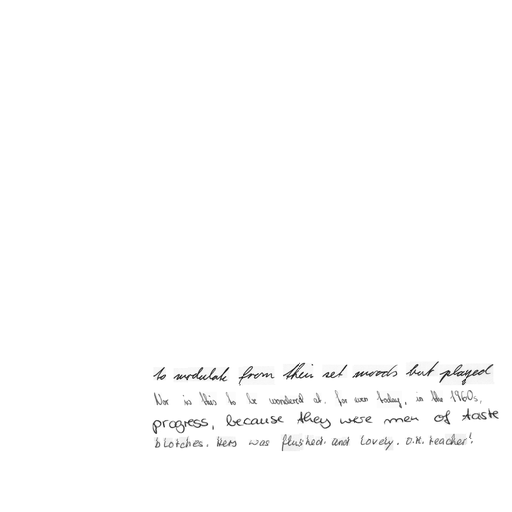 to modulate from their set moods but played
Nor is this to be wondered at. for even today, in the 1960s,
progress, because they were men of taste
blotches. Hers was flushed. and lovely. O.K. teacher!